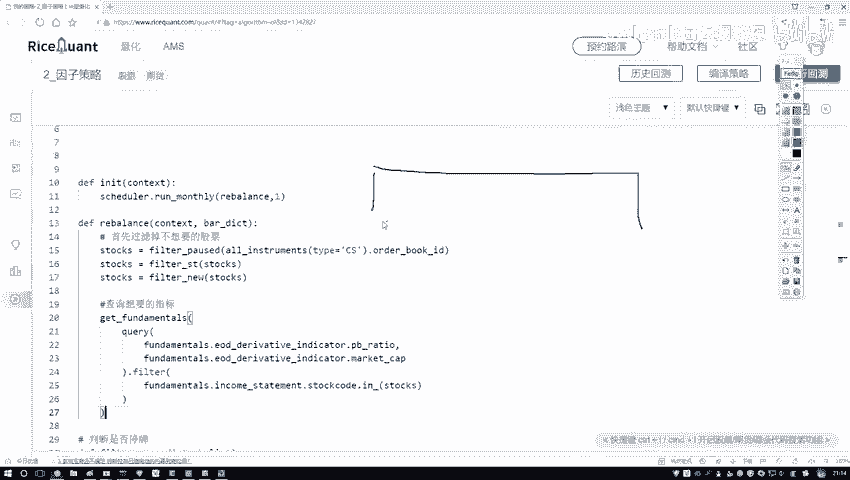 https://www.ricequant.com/quant/
RiceQuant 量化 AMS 预约路演 帮助文档 社区
2_因子策略 历史回测 编译策略 回测
浅色主题 默认快捷键
6
7
8
9
10 def init(context):
11 scheduler.run_monthly(rebalance,1)
12
13 def rebalance(context, bar_dict):
14 # 首先过滤掉不想要的股票
15 stocks = filter_paused(all_instruments(type='CS').order_book_id)
16 stocks = filter_st(stocks)
17 stocks = filter_new(stocks)
18
19 #查询想要的指标
20 get_fundamentals(
21 query(
22 fundamentals.eod_derivative_indicator.pb_ratio,
23 fundamentals.eod_derivative_indicator.market_cap
24 ).filter(
25 fundamentals.income_statement.stockcode.in_(stocks)
26 )
27 )
28
29 # 判断是否停牌
21:14